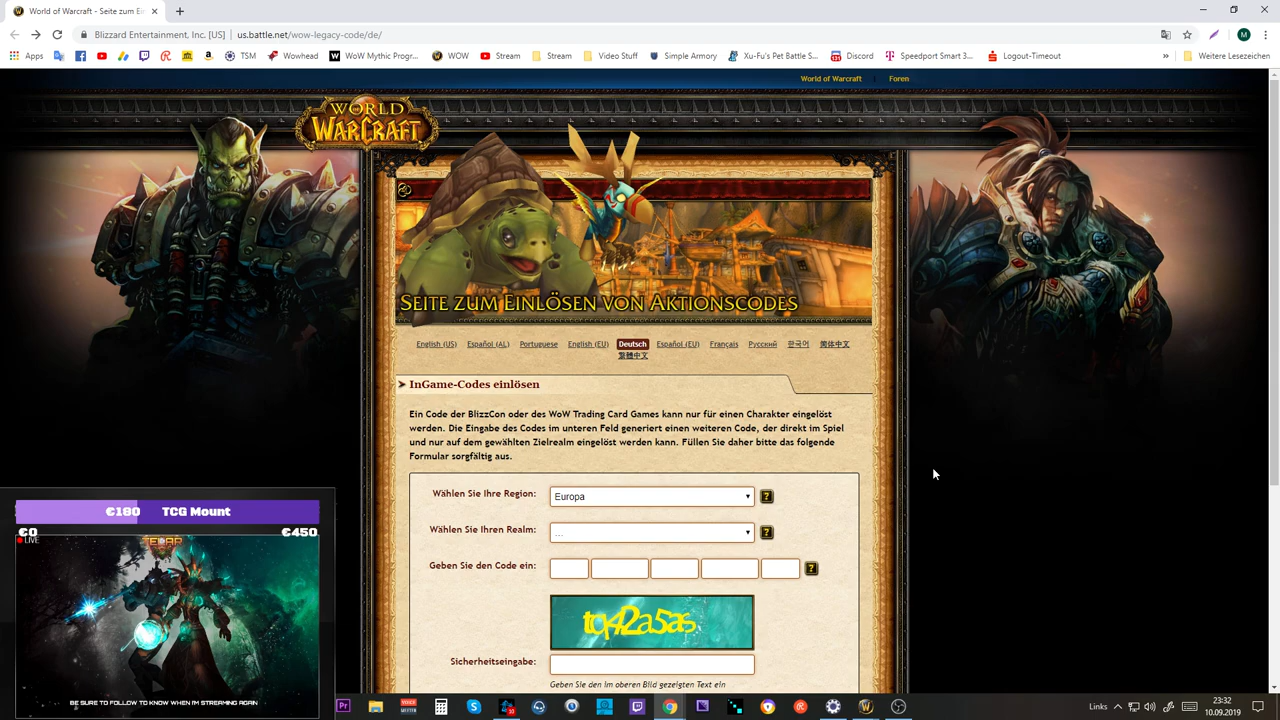 World of Warcraft - Seite zum Ein
Blizzard Entertainment, Inc. [US] | us.battle.net/wow-legacy-code/de/
Apps TSM Wowhead WoW Mythic Progr... WOW Stream Stream Video Stuff Simple Armory Xu-Fu's Pet Battle S... Discord Speedport Smart 3... Logout-Timeout » Weitere Lesezeichen
World of Warcraft | Foren
WORLD
OF
WARCRAFT
SEITE ZUM EINLÖSEN VON AKTIONSCODES
English (US) Español (AL) Portuguese English (EU) Deutsch Español (EU) Français Русский 한국어 简体中文
繁體中文
InGame-Codes einlösen
Ein Code der BlizzCon oder des WoW Trading Card Games kann nur für einen Charakter eingelöst
werden. Die Eingabe des Codes im unteren Feld generiert einen weiteren Code, der direkt im Spiel
und nur auf dem gewählten Zielrealm eingelöst werden kann. Füllen Sie daher bitte das folgende
Formular sorgfältig aus.
Wählen Sie Ihre Region: Europa ?
Wählen Sie Ihren Realm: ... ?
Geben Sie den Code ein: ?
tq42a5as
Sicherheitseingabe:
Geben Sie den im oberen Bild gezeigten Text ein
€180 TCG Mount
€0 €450
LIVE
BE SURE TO FOLLOW TO KNOW WHEN I'M STREAMING AGAIN
Links
23:32
10.09.2019